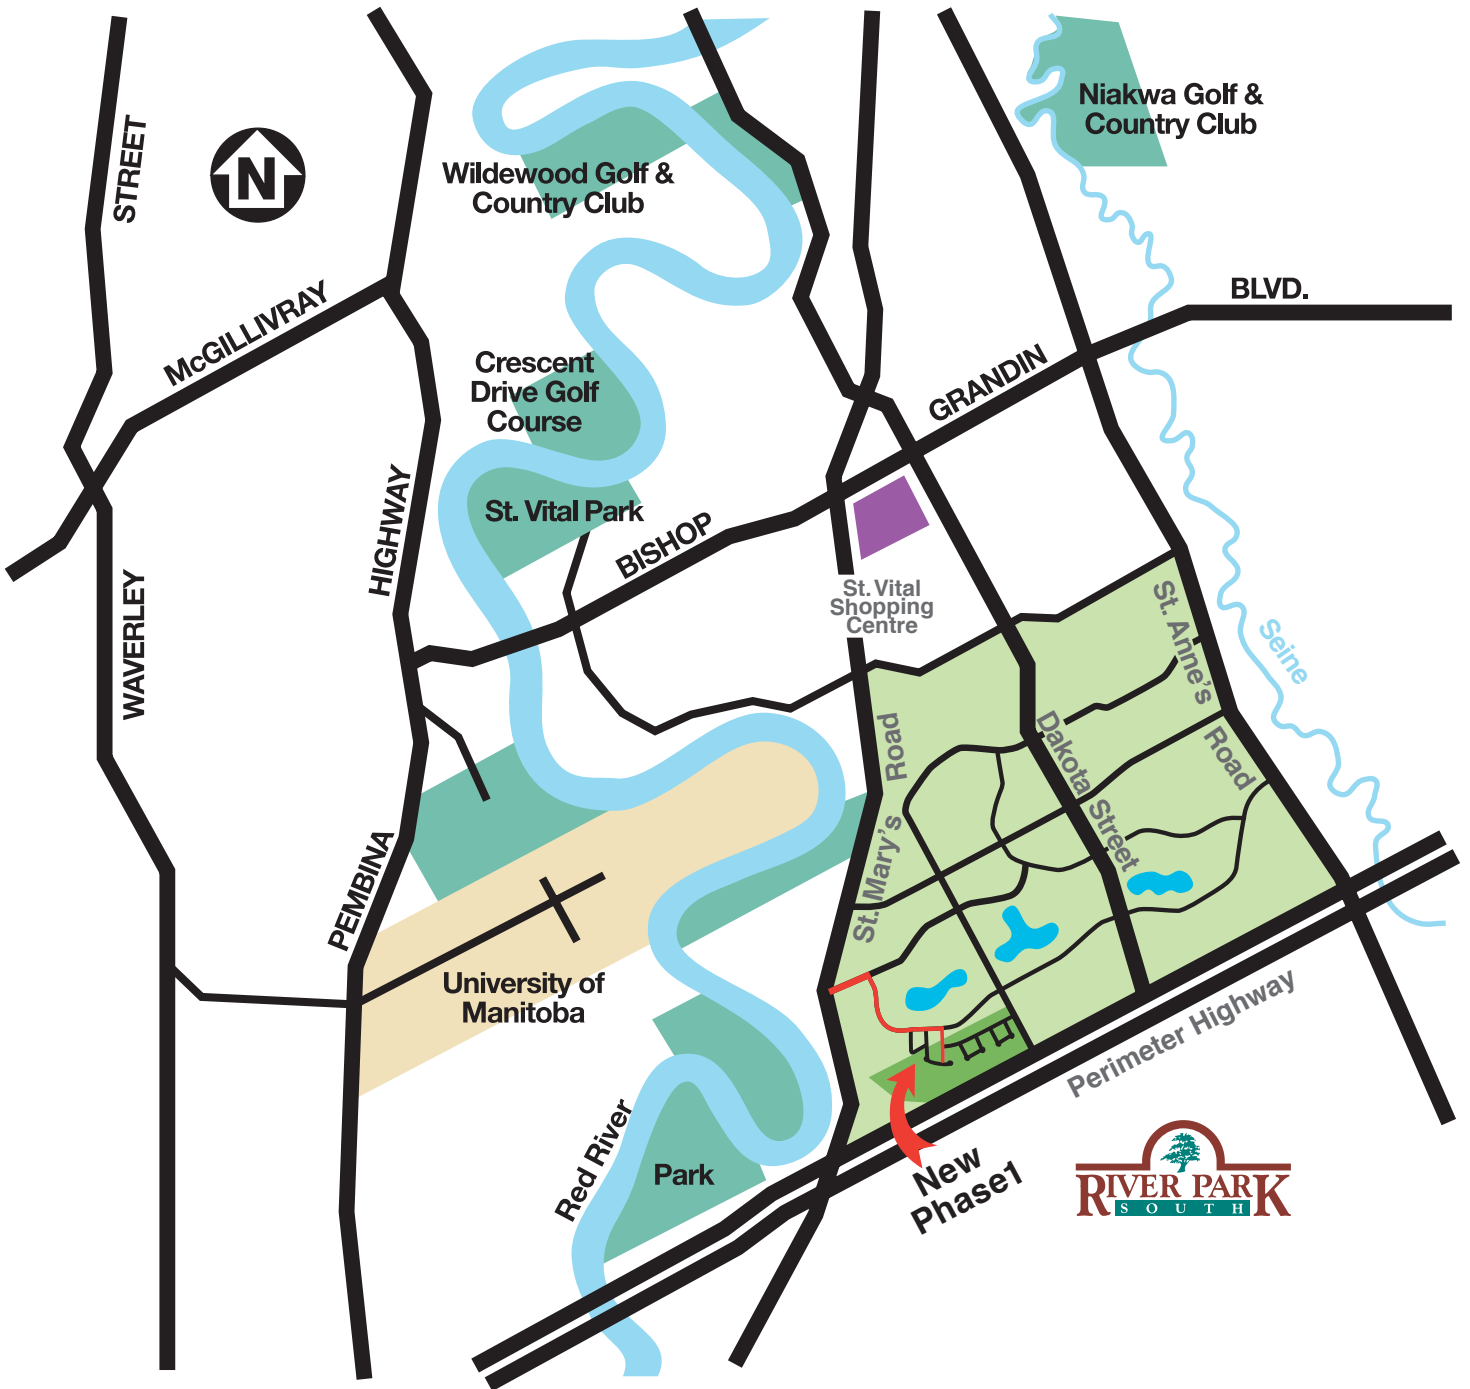 STREET
N
Niakwa Golf &
Country Club
Wildewood Golf &
Country Club
McGILLIVRAY
BLVD.
Crescent
Drive Golf
Course
GRANDIN
HIGHWAY
St. Vital Park
BISHOP
WAVERLEY
St. Vital
Shopping
Centre
St. Anne's
Seine
Road
Dakota Street
Road
St. Mary's
PEMBINA
University of
Manitoba
Perimeter Highway
Red River
Park
New
Phase1
RIVER PARK
SOUTH